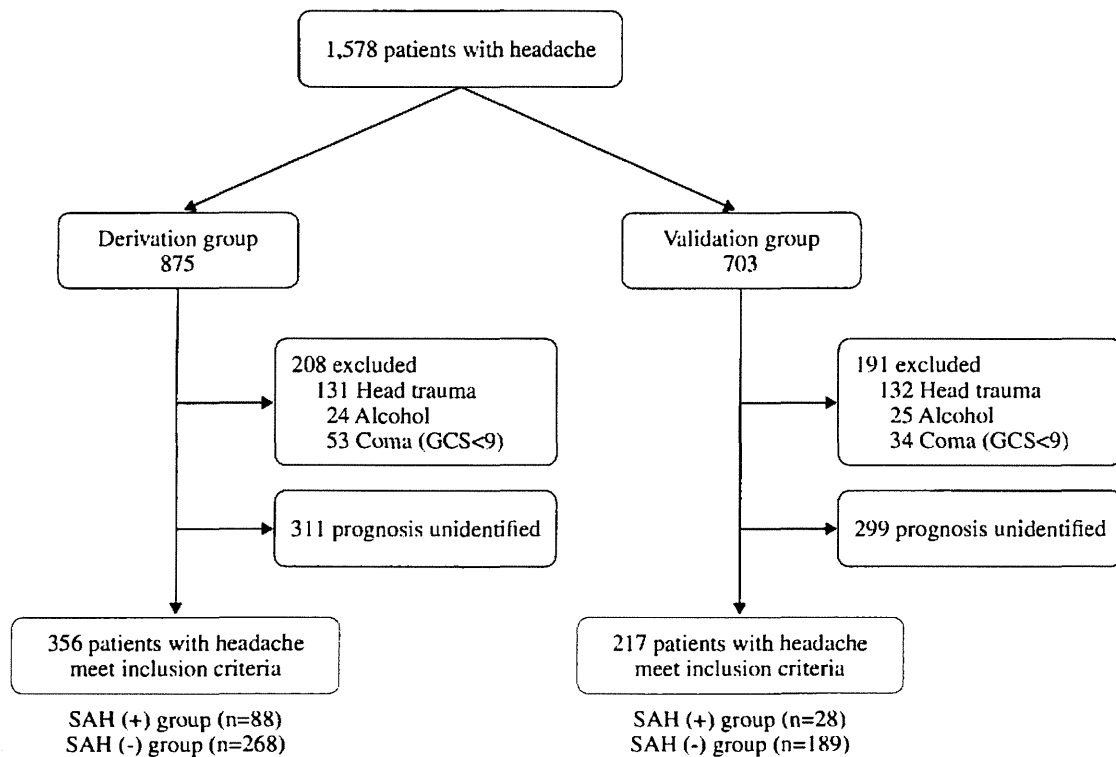 1,578 patients with headache
Derivation group
875
Validation group
703
208 excluded
131 Head trauma
24 Alcohol
53 Coma (GCS<9)
191 excluded
132 Head trauma
25 Alcohol
34 Coma (GCS<9)
311 prognosis unidentified
299 prognosis unidentified
356 patients with headache
meet inclusion criteria
217 patients with headache
meet inclusion criteria
SAH (+) group (n=88)
SAH (-) group (n=268)
SAH (+) group (n=28)
SAH (-) group (n=189)